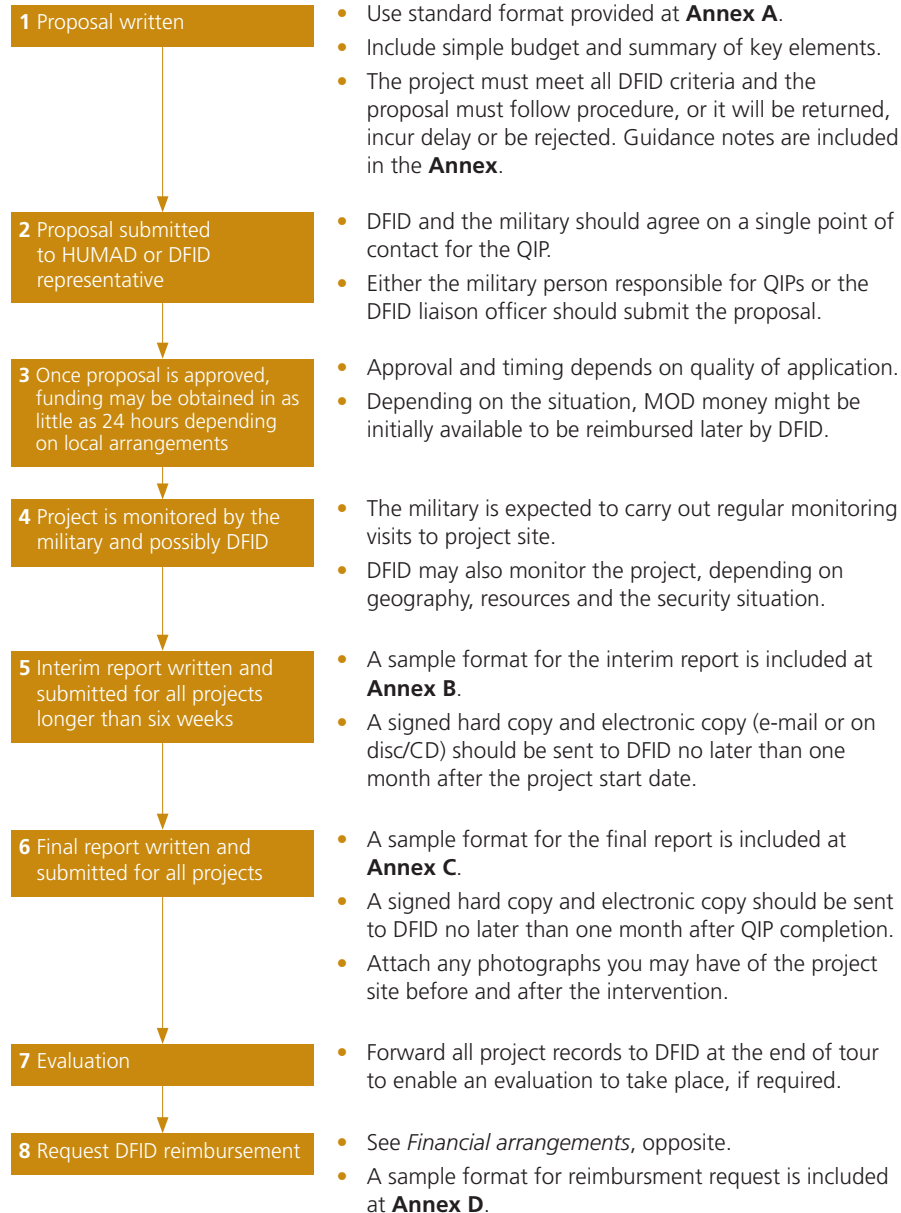 1 Proposal written
• Use standard format provided at Annex A.
• Include simple budget and summary of key elements.
• The project must meet all DFID criteria and the
proposal must follow procedure, or it will be returned,
incur delay or be rejected. Guidance notes are included
in the Annex.
2 Proposal submitted
to HUMAD or DFID
representative
• DFID and the military should agree on a single point of
contact for the QIP.
• Either the military person responsible for QIPs or the
DFID liaison officer should submit the proposal.
3 Once proposal is approved,
funding may be obtained in as
little as 24 hours depending
on local arrangements
• Approval and timing depends on quality of application.
• Depending on the situation, MOD money might be
initially available to be reimbursed later by DFID.
4 Project is monitored by the
military and possibly DFID
• The military is expected to carry out regular monitoring
visits to project site.
• DFID may also monitor the project, depending on
geography, resources and the security situation.
5 Interim report written and
submitted for all projects
longer than six weeks
• A sample format for the interim report is included at
Annex B.
• A signed hard copy and electronic copy (e-mail or on
disc/CD) should be sent to DFID no later than one
month after the project start date.
6 Final report written and
submitted for all projects
• A sample format for the final report is included at
Annex C.
• A signed hard copy and electronic copy should be sent
to DFID no later than one month after QIP completion.
• Attach any photographs you may have of the project
site before and after the intervention.
7 Evaluation
• Forward all project records to DFID at the end of tour
to enable an evaluation to take place, if required.
8 Request DFID reimbursement
• See Financial arrangements, opposite.
• A sample format for reimbursment request is included
at Annex D.